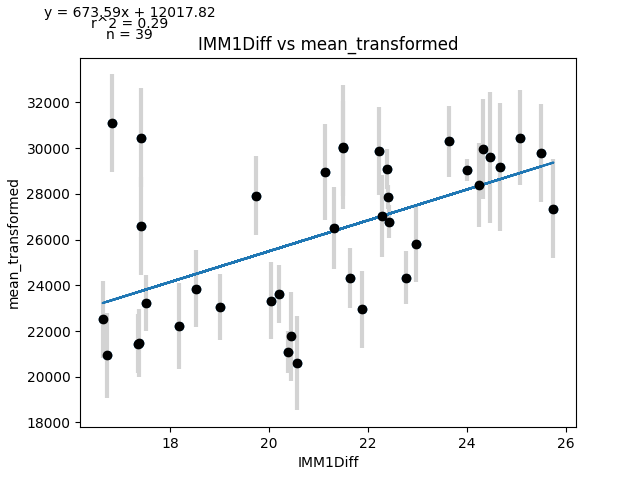 y = 673.59x + 12017.82
r^2 = 0.29
n = 39
IMM1Diff vs mean_transformed
32000
30000
28000
26000
24000
22000
20000
18000
mean_transformed
18 20 22 24 26
IMM1Diff